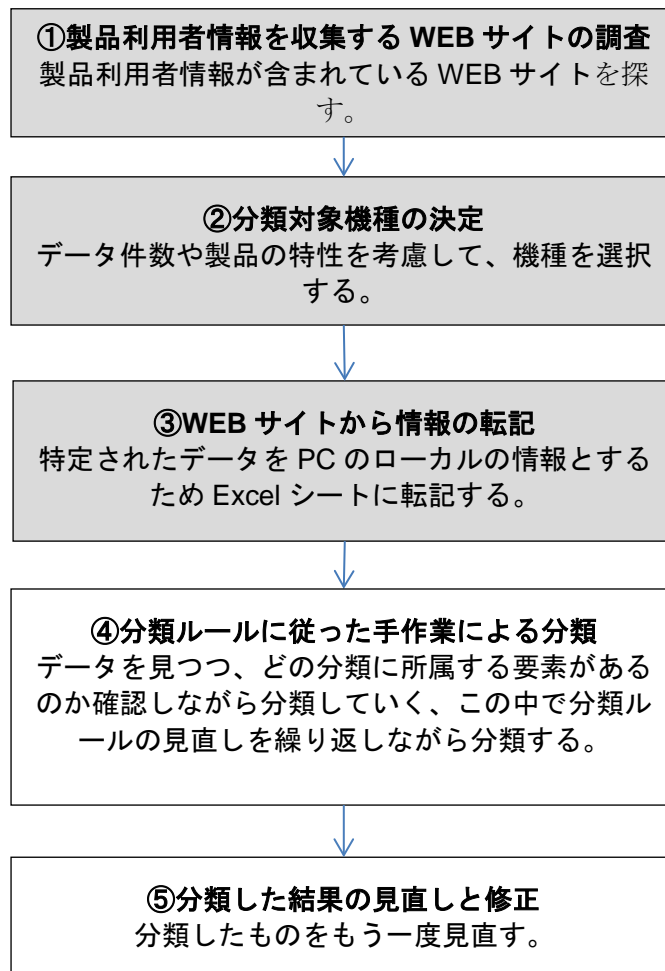 ①製品利用者情報を収集する WEB サイトの調査
製品利用者情報が含まれている WEB サイトを探
す。
②分類対象機種の決定
データ件数や製品の特性を考慮して、機種を選択
する。
③WEB サイトから情報の転記
特定されたデータを PC のローカルの情報とする
ため Excel シートに転記する。
④分類ルールに従った手作業による分類
データを見つつ、どの分類に所属する要素がある
のか確認しながら分類していく、この中で分類ル
ールの見直しを繰り返しながら分類する。
⑤分類した結果の見直しと修正
分類したものをもう一度見直す。